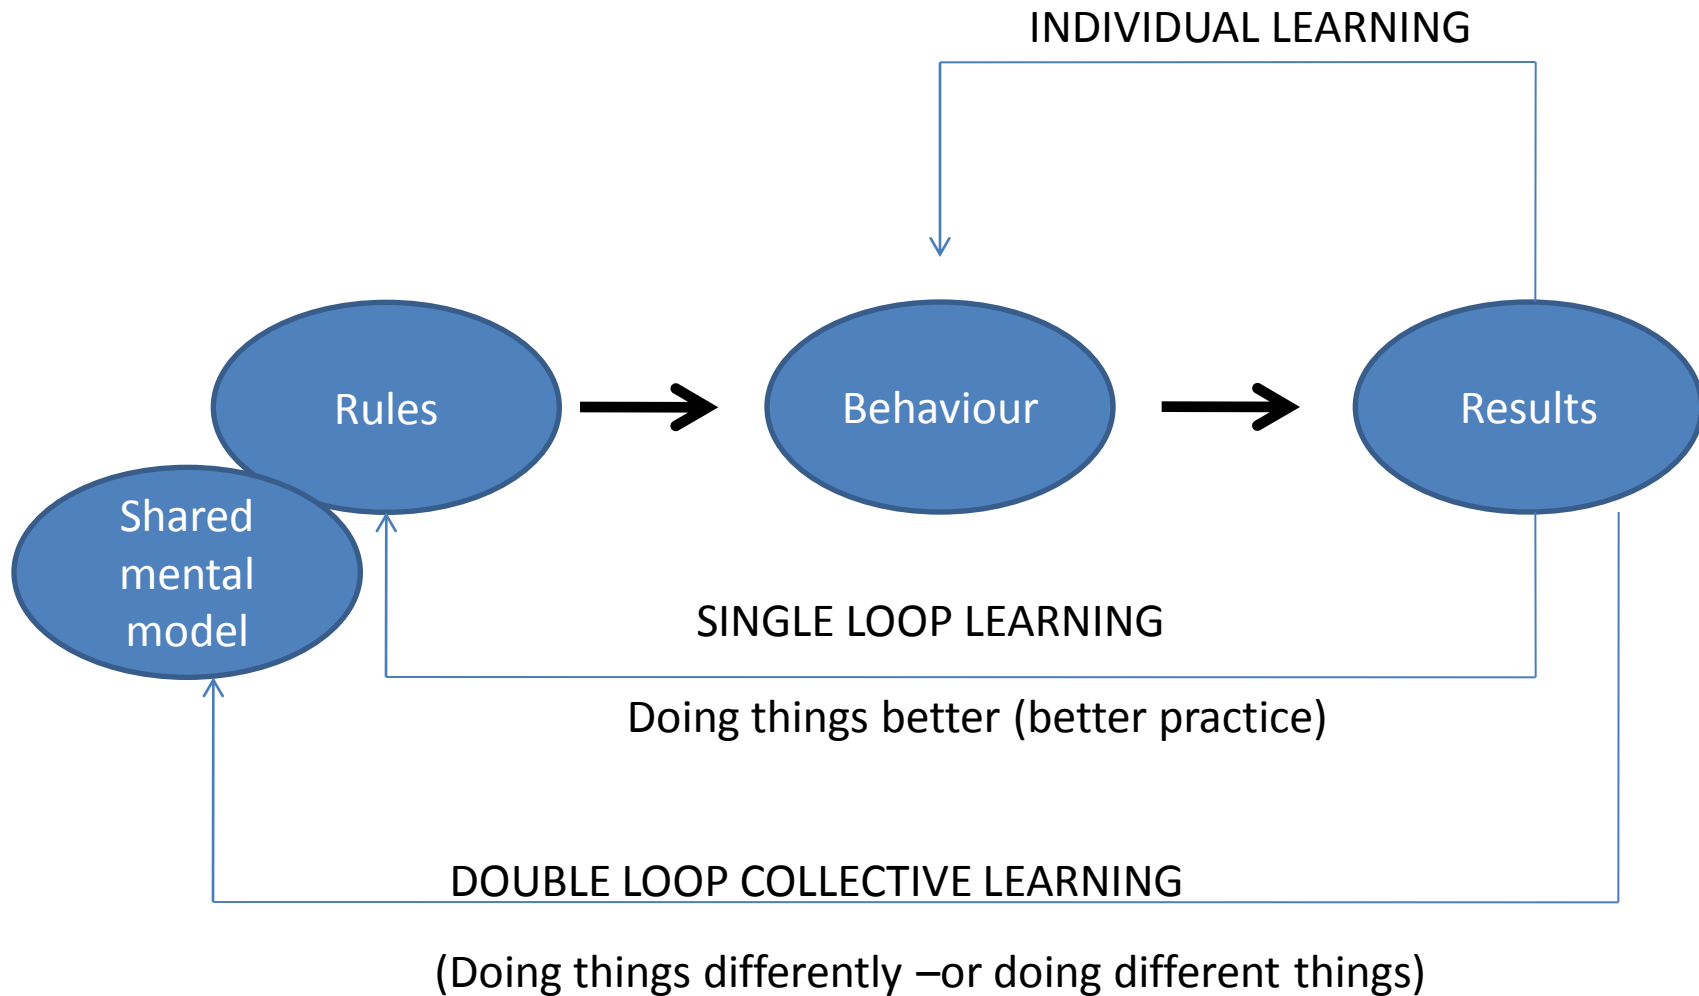 INDIVIDUAL LEARNING
Rules
Behaviour
Results
Shared
mental
model
SINGLE LOOP LEARNING
Doing things better (better practice)
DOUBLE LOOP COLLECTIVE LEARNING
(Doing things differently –or doing different things)